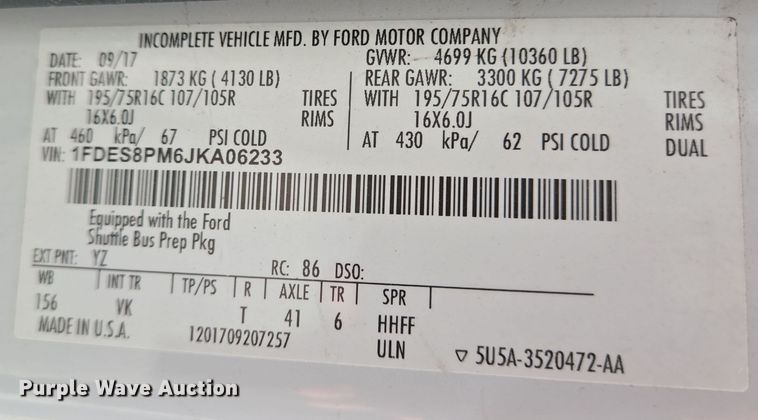 INCOMPLETE VEHICLE MFD. BY FORD MOTOR COMPANY
DATE: 09/17 GVWR: 4699 KG (10360 LB)
FRONT GAWR: 1873 KG ( 4130 LB) REAR GAWR: 3300 KG ( 7275 LB)
WITH 195/75R16C 107/105R TIRES WITH 195/75R16C 107/105R TIRES
16X6.0J RIMS 16X6.0J RIMS
AT 460 kPa/ 67 PSI COLD AT 430 kPa/ 62 PSI COLD DUAL
VIN: 1FDES8PM6JKA06233
Equipped with the Ford
Shuttle Bus Prep Pkg
EXT PNT: YZ RC: 86 DSO:
WB INT TR TP/PS R AXLE TR SPR
156 VK T 41 6 HHFF
MADE IN U.S.A. 1201709207257 ULN ▽ 5U5A-3520472-AA
Purple Wave Auction